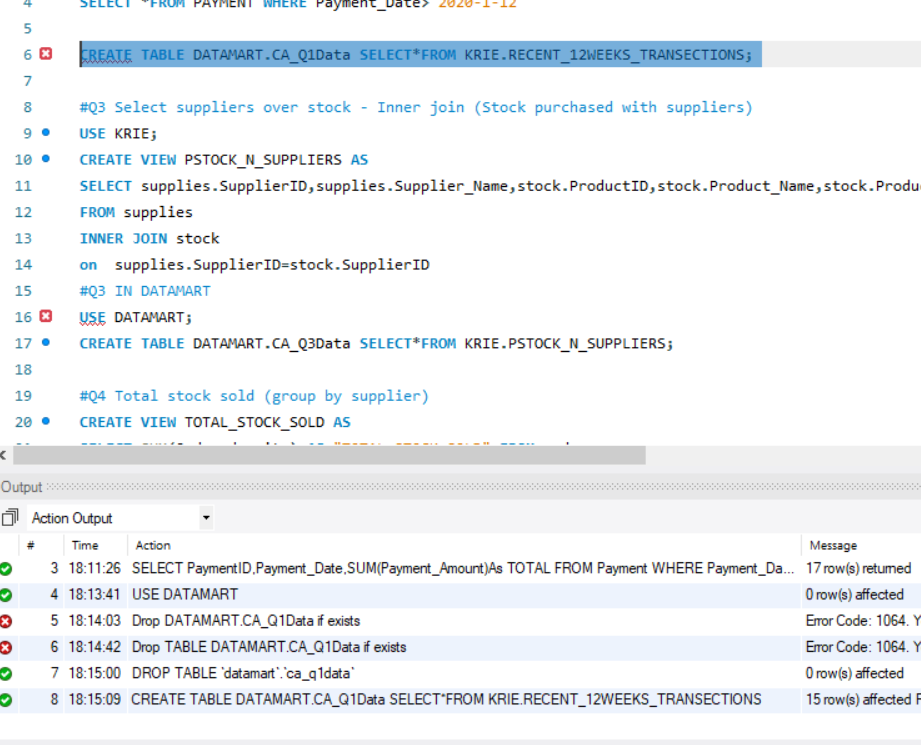 4 SELECT *FROM PAYMENT WHERE Payment_Date> 2020-1-12
5
6 CREATE TABLE DATAMART.CA_Q1Data SELECT*FROM KRIE.RECENT_12WEEKS_TRANSECTIONS;
7
8 #Q3 Select suppliers over stock - Inner join (Stock purchased with suppliers)
9 USE KRIE;
10 CREATE VIEW PSTOCK_N_SUPPLIERS AS
11 SELECT supplies.SupplierID,supplies.Supplier_Name,stock.ProductID,stock.Product_Name,stock.Produ
12 FROM supplies
13 INNER JOIN stock
14 on supplies.SupplierID=stock.SupplierID
15 #Q3 IN DATAMART
16 USE DATAMART;
17 CREATE TABLE DATAMART.CA_Q3Data SELECT*FROM KRIE.PSTOCK_N_SUPPLIERS;
18
19 #Q4 Total stock sold (group by supplier)
20 CREATE VIEW TOTAL_STOCK_SOLD AS
Output
Action Output
# Time Action Message
3 18:11:26 SELECT PaymentID,Payment_Date,SUM(Payment_Amount)As TOTAL FROM Payment WHERE Payment_Da... 17 row(s) returned
4 18:13:41 USE DATAMART 0 row(s) affected
5 18:14:03 Drop DATAMART.CA_Q1Data if exists Error Code: 1064. Y
6 18:14:42 Drop TABLE DATAMART.CA_Q1Data if exists Error Code: 1064. Y
7 18:15:00 DROP TABLE `datamart`.`ca_q1data` 0 row(s) affected
8 18:15:09 CREATE TABLE DATAMART.CA_Q1Data SELECT*FROM KRIE.RECENT_12WEEKS_TRANSECTIONS 15 row(s) affected